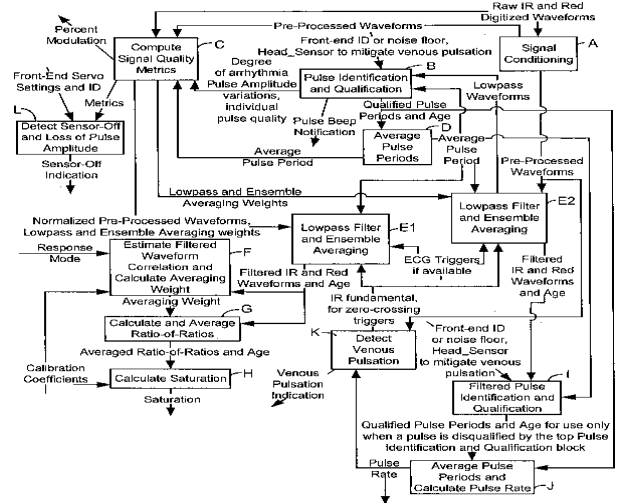 Raw IR and Red
Digitized Waveforms
Percent
Modulation
Pre-Processed Waveforms
C
Compute
Signal Quality
Metrics
Front-end ID or noise floor,
Head_Sensor to mitigate venous pulsation
Signal
Conditioning
A
Degree
of arrhythmia
Pulse Amplitude
variations,
individual
pulse quality
B
Pulse Identification
and Qualification
Lowpass
Waveforms
Front-End Servo
Settings and ID
Metrics
L
Detect Sensor-Off
and Loss of Pulse
Amplitude
Sensor-Off
Indication
Pulse Beep
Notification
Qualified Pulse
Periods and Age
D
Average Pulse
Periods
Average
Pulse
Period
Average
Pulse Period
Pre-Processed
Waveforms
Lowpass and Ensemble
Averaging Weights
E2
Lowpass Filter
and Ensemble
Averaging
Normalized Pre-Processed Waveforms,
Lowpass and Ensemble Averaging weights
E1
Lowpass Filter
and Ensemble
Averaging
Response
Mode
Estimate Filtered
Waveform
Correlation and
Calculate Averaging
Weight
F
ECG Triggers
if available
Filtered
IR and Red
Waveforms
and Age
Filtered IR and Red
Waveforms and Age
Averaging Weight
IR fundamental,
for zero-crossing
triggers
G
Calculate and Average
Ratio-of-Ratios
K
Detect
Venous
Pulsation
Front-end ID
or noise floor,
Head_Sensor
to mitigate venous
pulsation
Averaged Ratio-of-Ratios and Age
Calibration
Coefficients
Calculate Saturation
H
Saturation
Venous
Pulsation
Indication
I
Filtered Pulse
Identification and
Qualification
Qualified Pulse Periods and Age for use only
when a pulse is disqualified by the top Pulse
Identification and Qualification block
Pulse
Rate
Average Pulse
Periods and
Calculate Pulse Rate
J